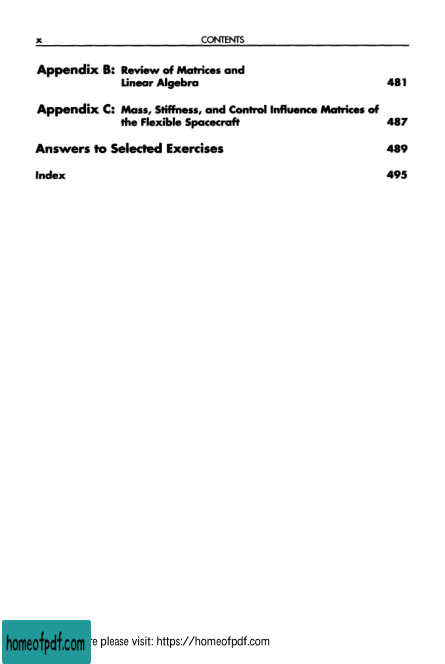 x CONTENTS
Appendix B: Review of Matrices and
Linear Algebra 481
Appendix C: Mass, Stiffness, and Control Influence Matrices of
the Flexible Spacecraft 487
Answers to Selected Exercises 489
Index 495
homeofpdf.com re please visit: https://homeofpdf.com